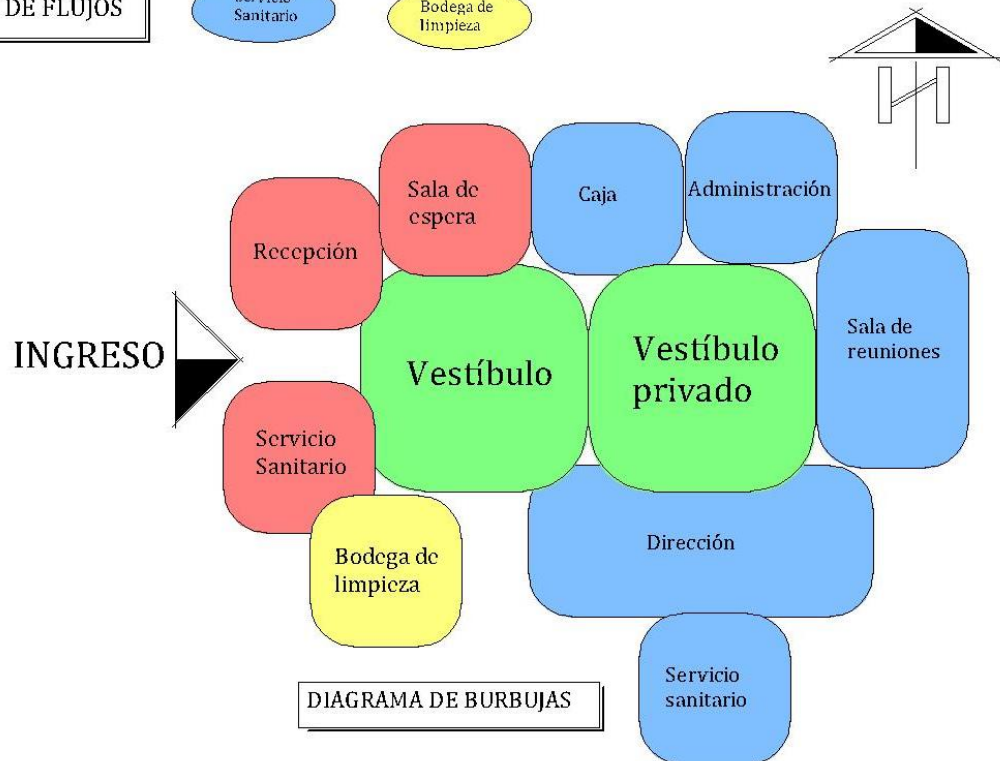 DE FLUJOS
Sanitario
Bodega de
limpieza
Sala de
espera
Caja
Administración
Recepción
INGRESO
Vestíbulo
Vestíbulo
privado
Sala de
reuniones
Servicio
Sanitario
Bodega de
limpieza
Dirección
Servicio
sanitario
DIAGRAMA DE BURBUJAS